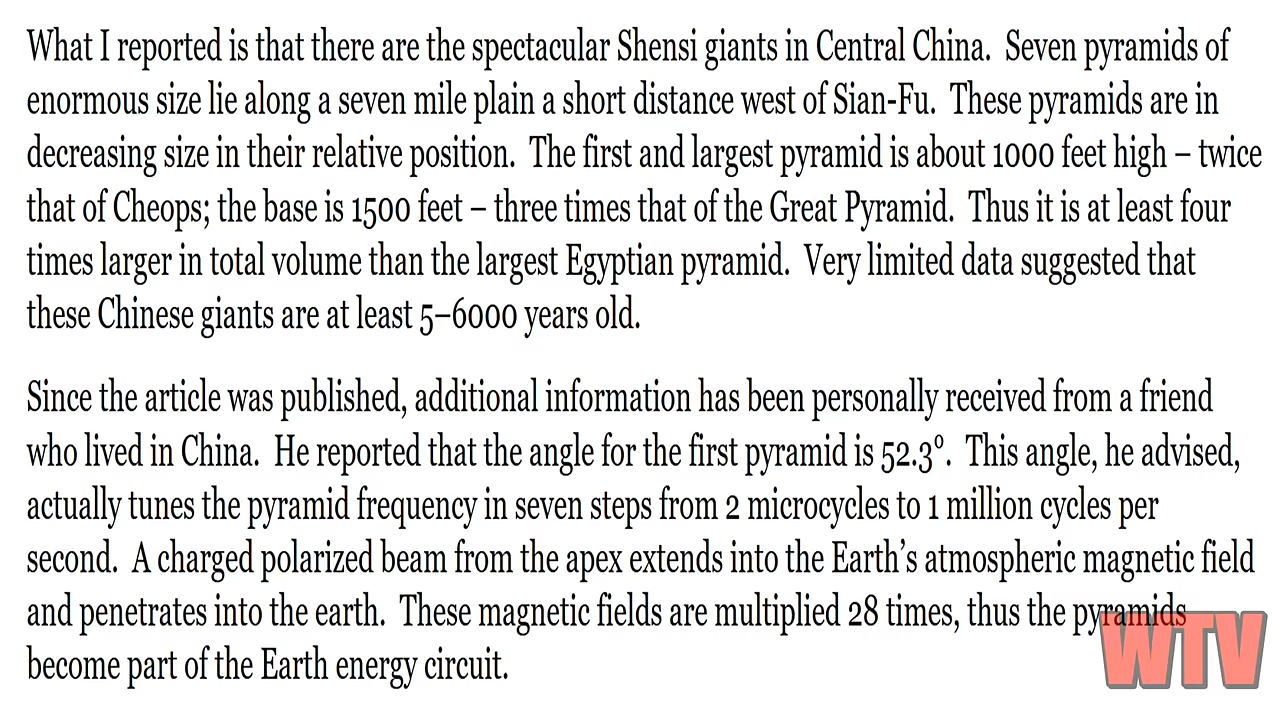 What I reported is that there are the spectacular Shensi giants in Central China. Seven pyramids of
enormous size lie along a seven mile plain a short distance west of Sian-Fu. These pyramids are in
decreasing size in their relative position. The first and largest pyramid is about 1000 feet high – twice
that of Cheops; the base is 1500 feet – three times that of the Great Pyramid. Thus it is at least four
times larger in total volume than the largest Egyptian pyramid. Very limited data suggested that
these Chinese giants are at least 5–6000 years old.
Since the article was published, additional information has been personally received from a friend
who lived in China. He reported that the angle for the first pyramid is 52.3º. This angle, he advised,
actually tunes the pyramid frequency in seven steps from 2 microcycles to 1 million cycles per
second. A charged polarized beam from the apex extends into the Earth’s atmospheric magnetic field
and penetrates into the earth. These magnetic fields are multiplied 28 times, thus the pyramids
become part of the Earth energy circuit.
WTV